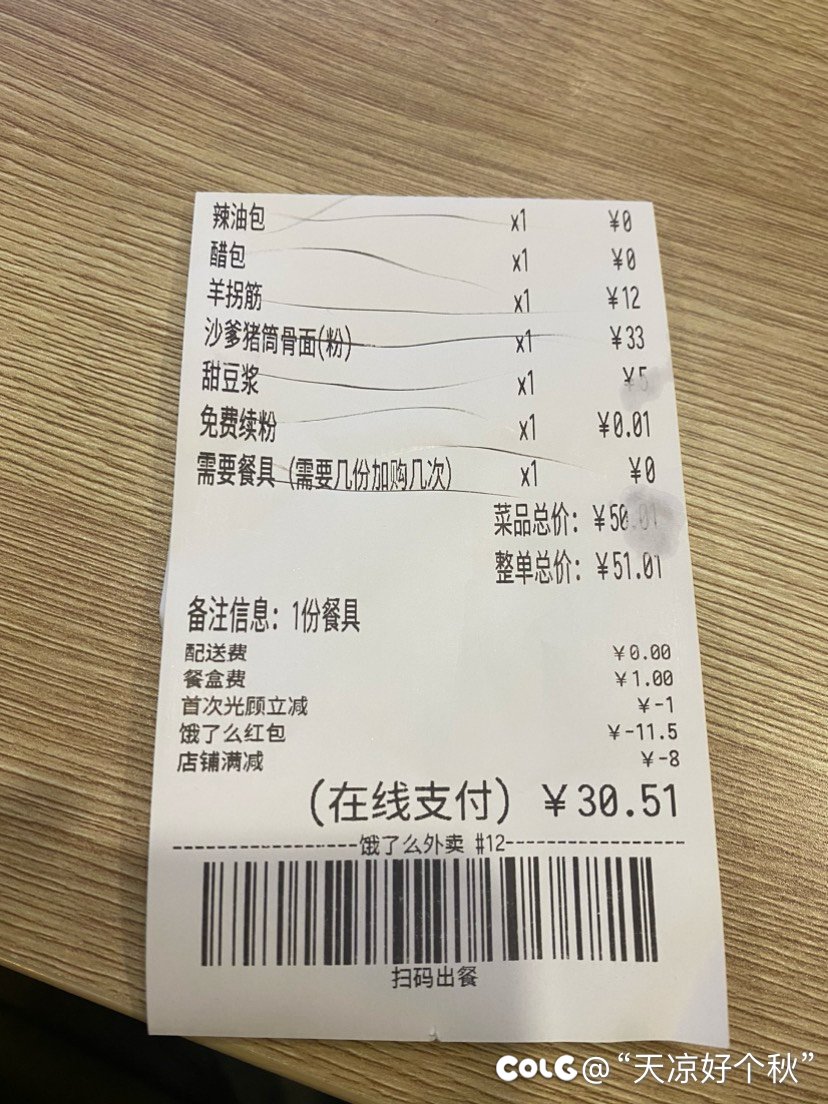 辣油包 x1 ¥0
醋包 x1 ¥0
羊拐筋 x1 ¥12
沙爹猪筒骨面(粉) x1 ¥33
甜豆浆 x1 ¥5
免费续粉 x1 ¥0.01
需要餐具（需要几份加购几次） x1 ¥0
菜品总价：¥50.01
整单总价：¥51.01
备注信息：1份餐具
配送费 ¥0.00
餐盒费 ¥1.00
首次光顾立减 ¥-1
饿了么红包 ¥-11.5
店铺满减 ¥-8
(在线支付) ¥30.51
饿了么外卖 #12
扫码出餐
COLG@“天凉好个秋”